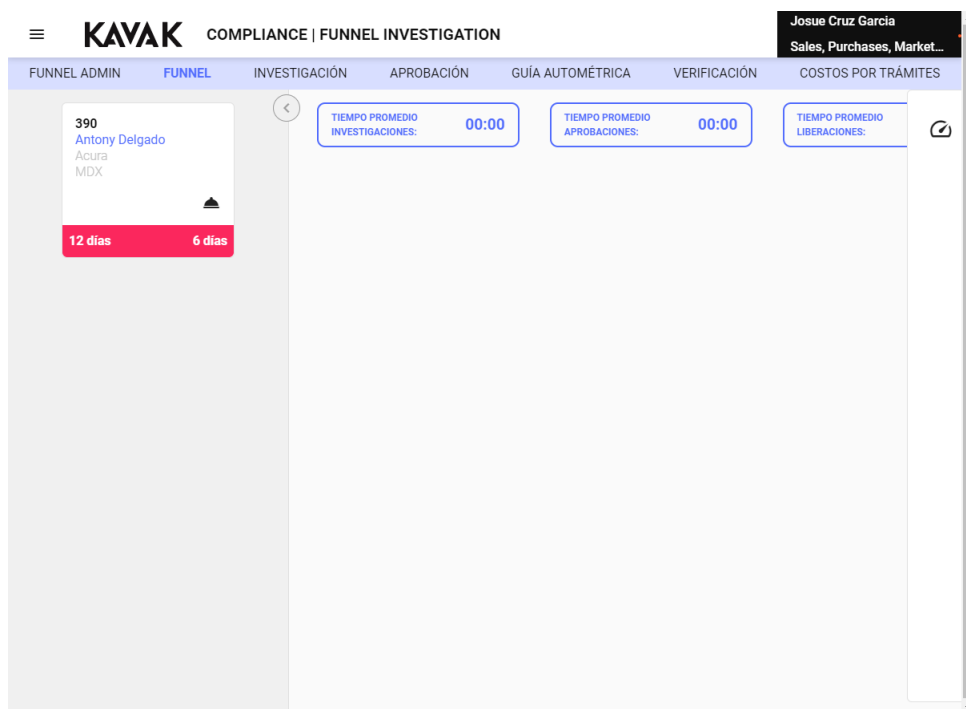 KAVAK COMPLIANCE | FUNNEL INVESTIGATION
Josue Cruz Garcia
Sales, Purchases, Market...
FUNNEL ADMIN FUNNEL INVESTIGACIÓN APROBACIÓN GUÍA AUTOMÉTRICA VERIFICACIÓN COSTOS POR TRÁMITES
390
Antony Delgado
Acura
MDX
12 días 6 días
TIEMPO PROMEDIO
INVESTIGACIONES: 00:00
TIEMPO PROMEDIO
APROBACIONES: 00:00
TIEMPO PROMEDIO
LIBERACIONES: